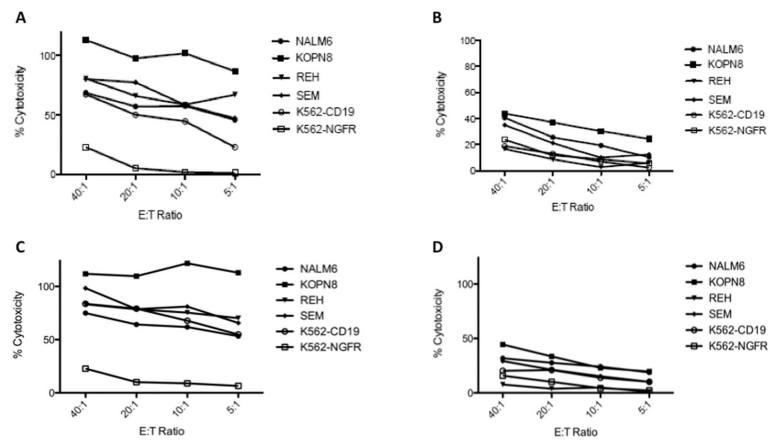 A
% Cytotoxicity
100
50
0
40:1
20:1
10:1
5:1
E:T Ratio
NALM6
KOPN8
REH
SEM
K562-CD19
K562-NGFR
B
% Cytotoxicity
100
80
60
40
20
0
40:1
20:1
10:1
5:1
E:T Ratio
NALM6
KOPN8
REH
SEM
K562-CD19
K562-NGFR
C
% Cytotoxicity
100
50
0
40:1
20:1
10:1
5:1
E:T Ratio
NALM6
KOPN8
REH
SEM
K562-CD19
K562-NGFR
D
% Cytotoxicity
100
50
0
40:1
20:1
10:1
5:1
E:T Ratio
NALM6
KOPN8
REH
SEM
K562-CD19
K562-NGFR